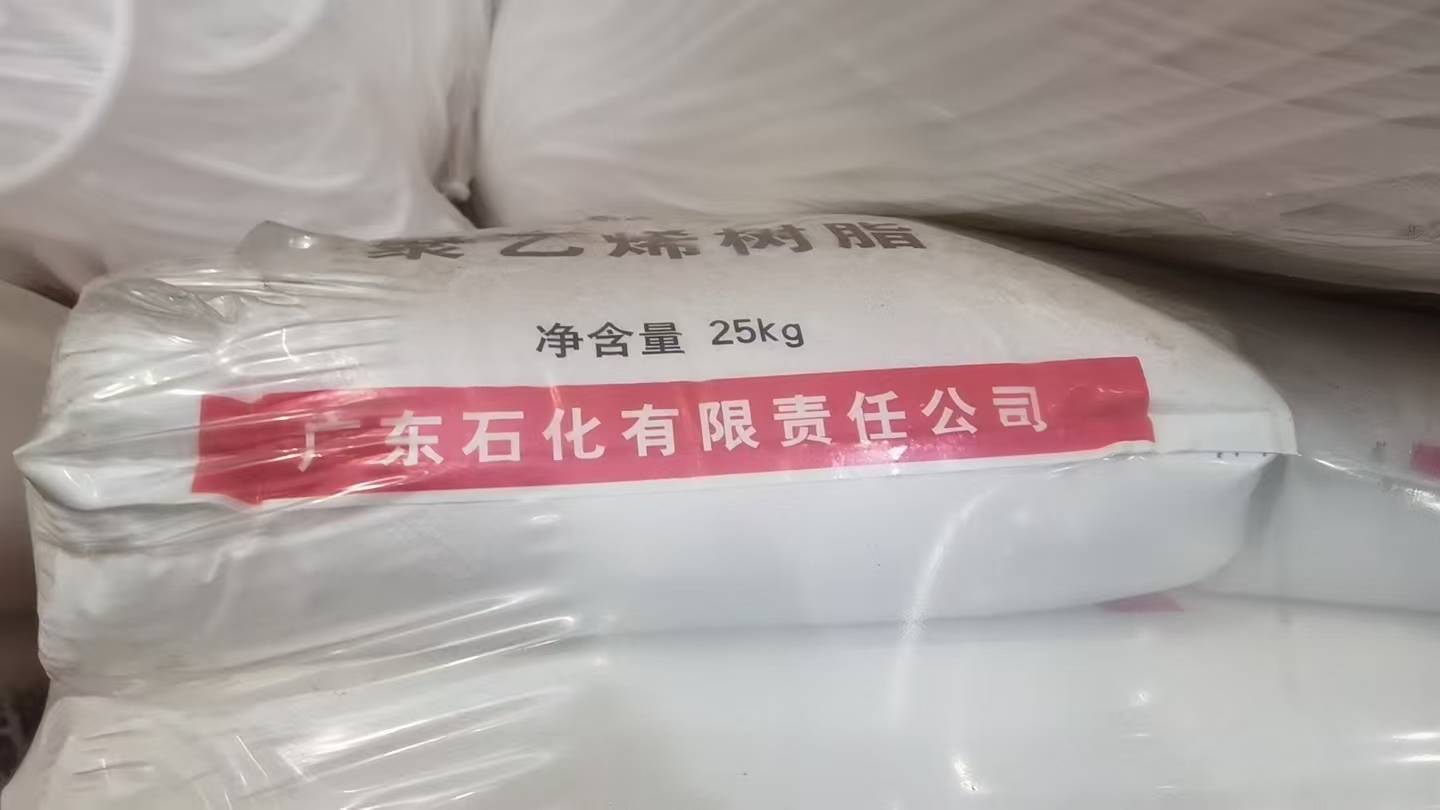 聚乙烯树脂
净含量 25kg
广东石化有限责任公司